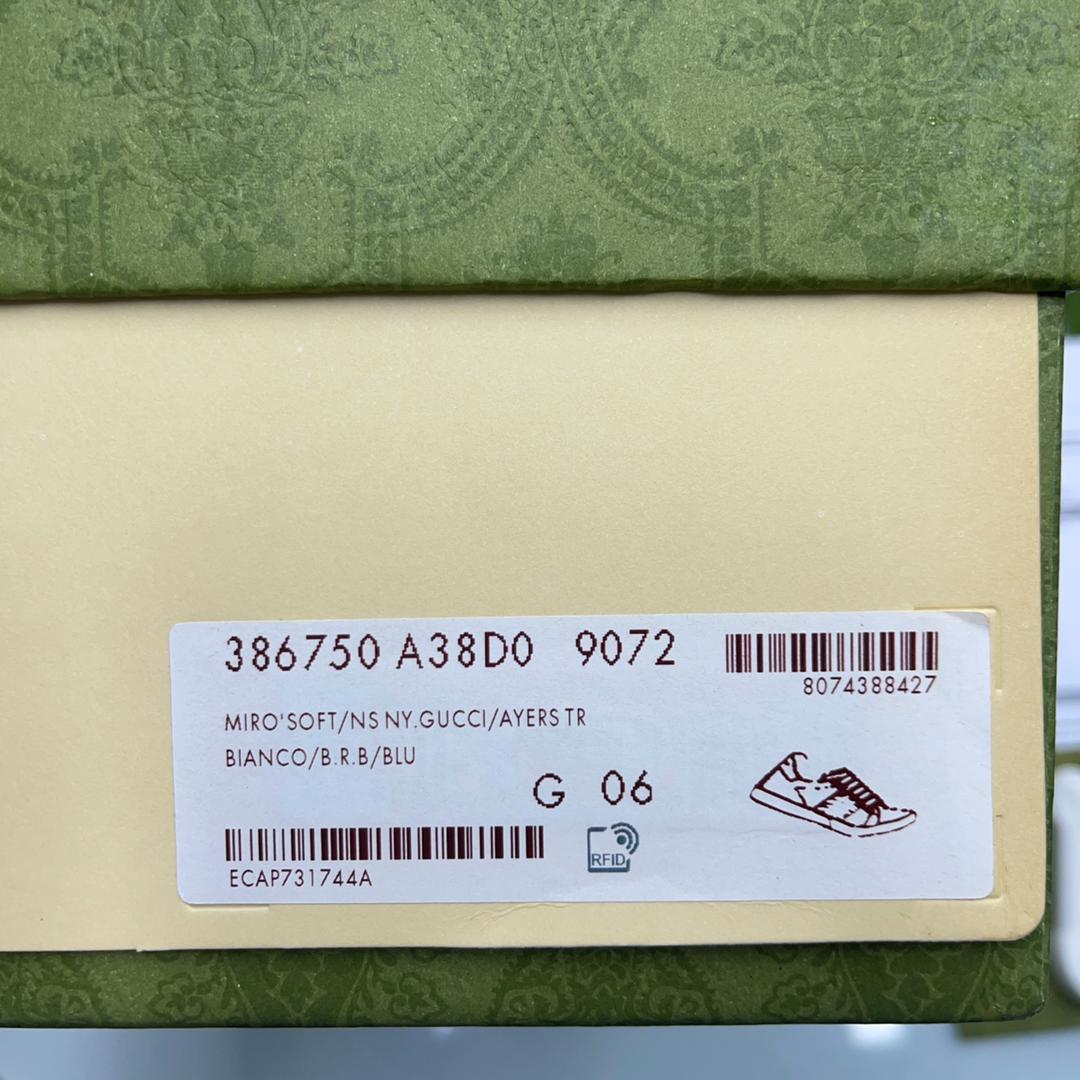 386750 A38D0 9072
8074388427
MIRO'SOFT/NS NY.GUCCI/AYERS TR
BIANCO/B.R.B/BLU
G 06
ECAP731744A
RFID